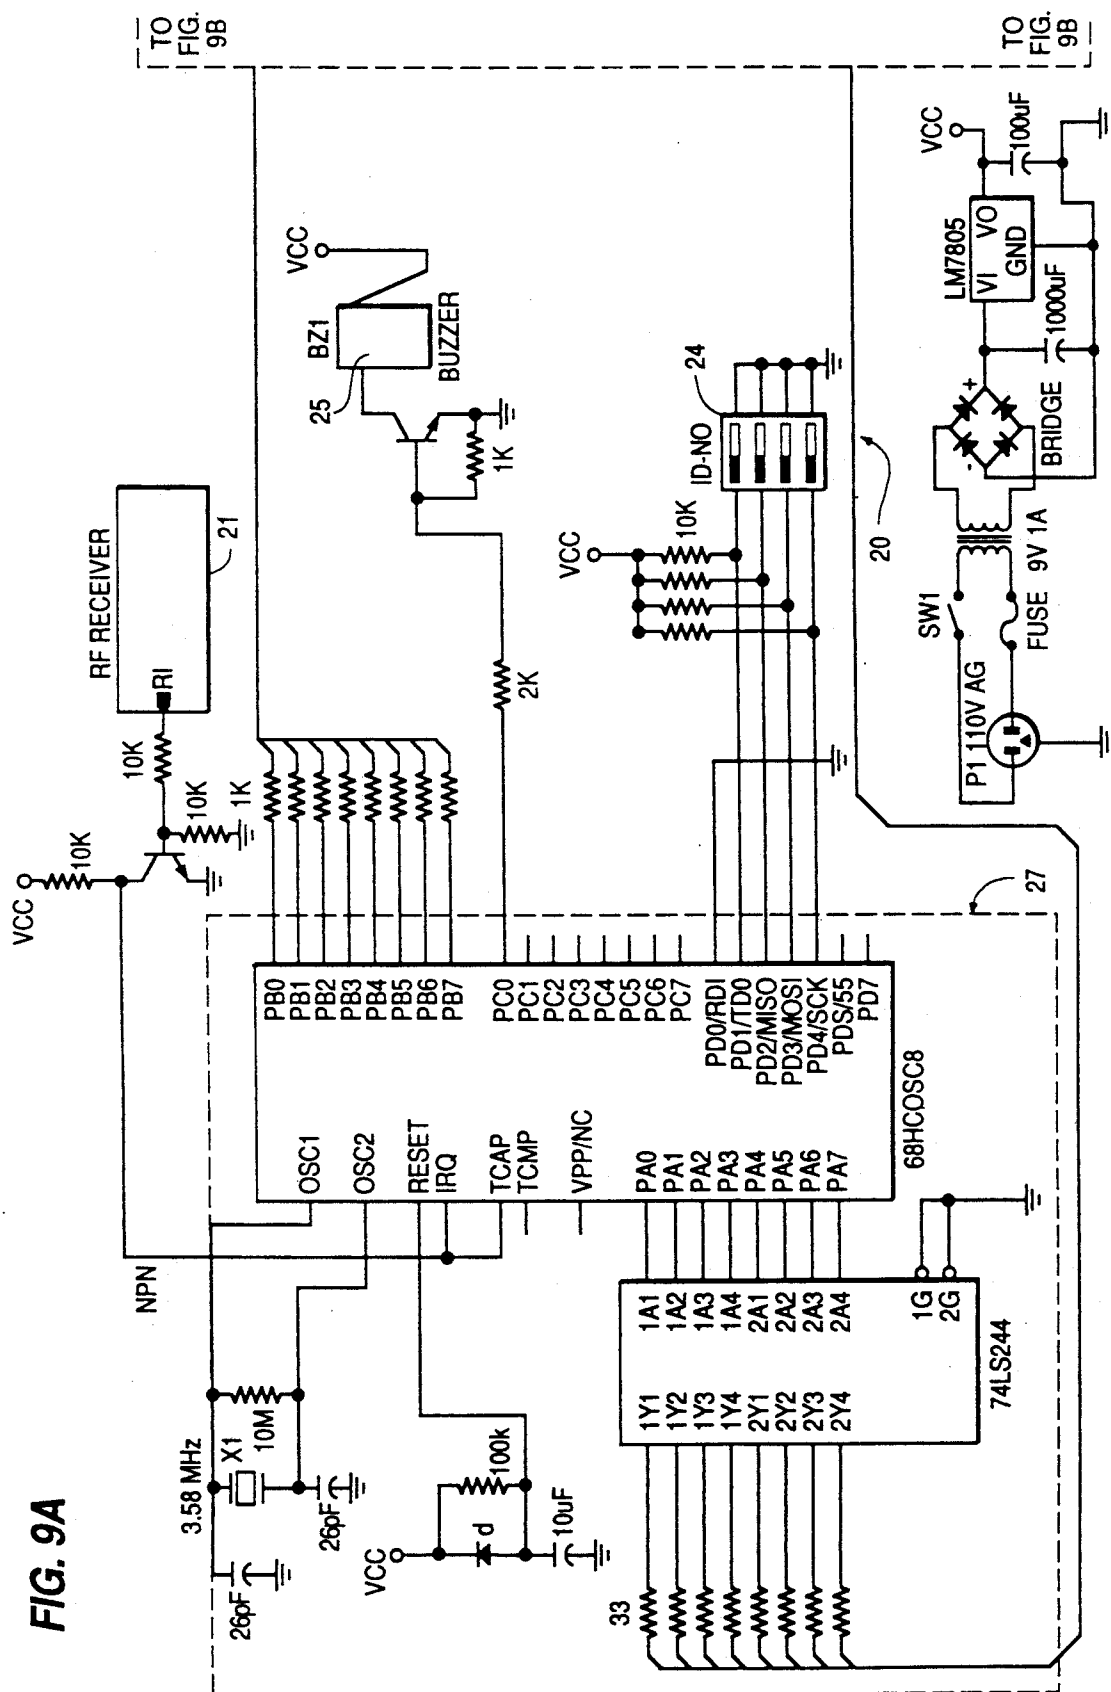 FIG. 9A
TO
FIG.
9B
TO
FIG.
9B
RF RECEIVER
RI
21
10K
10K
1K
10K
VCC
NPN
3.58 MHz
X1
10M
26pF
26pF
VCC
100k
d
10uF
OSC1
OSC2
RESET
IRQ
TCAP
TCMP
VPP/NC
PA0
PA1
PA2
PA3
PA4
PA5
PA6
PA7
PB0
PB1
PB2
PB3
PB4
PB5
PB6
PB7
PC0
PC1
PC2
PC3
PC4
PC5
PC6
PC7
PD0/RDI
PD1/TD0
PD2/MISO
PD3/MOSI
PD4/SCK
PDS/55
PD7
68HCOSC8
27
1A1
1A2
1A3
1A4
2A1
2A2
2A3
2A4
1G
2G
1Y1
1Y2
1Y3
1Y4
2Y1
2Y2
2Y3
2Y4
74LS244
33
2K
1K
BZ1
25
BUZZER
VCC
VCC
10K
ID-NO
24
20
P1 110V AG
SW1
FUSE
9V 1A
BRIDGE
+
-
1000uF
LM7805
VI
VO
GND
VCC
100uF